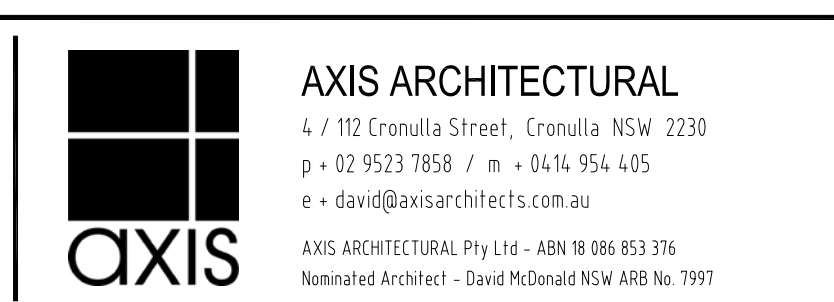 AXIS ARCHITECTURAL
4 / 112 Cronulla Street, Cronulla NSW 2230
p + 02 9523 7858 / m + 0414 954 405
e + david@axisarchitects.com.au
axis
AXIS ARCHITECTURAL Pty Ltd - ABN 18 086 853 376
Nominated Architect - David McDonald NSW ARB No. 7997